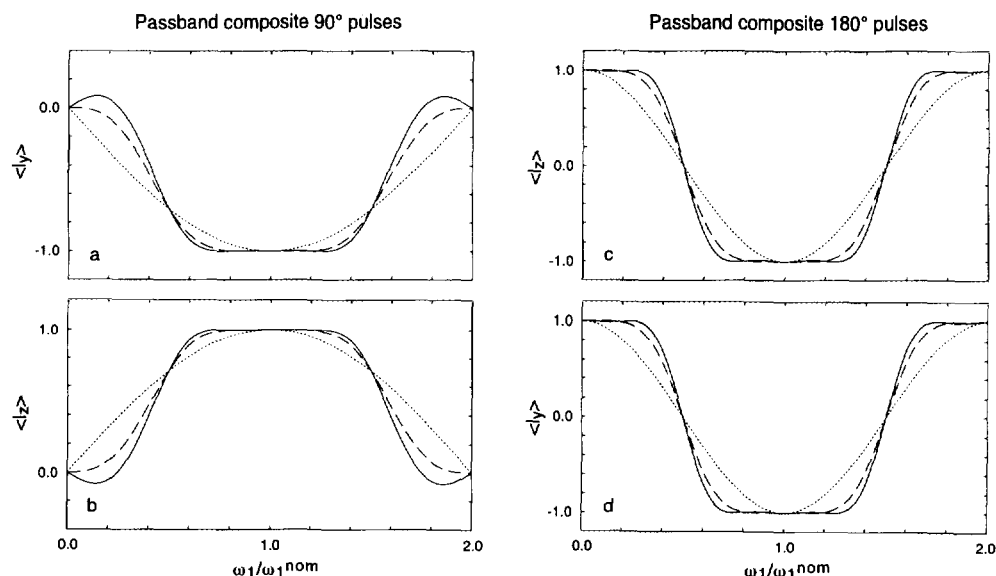 Passband composite 90° pulses
0.0
<Iy>
-1.0
a
1.0
<Iz>
0.0
b
0.0 1.0 2.0
ω1/ω1nom
Passband composite 180° pulses
1.0
<Iz>
0.0
-1.0
c
1.0
<Iy>
0.0
-1.0
d
0.0 1.0 2.0
ω1/ω1nom